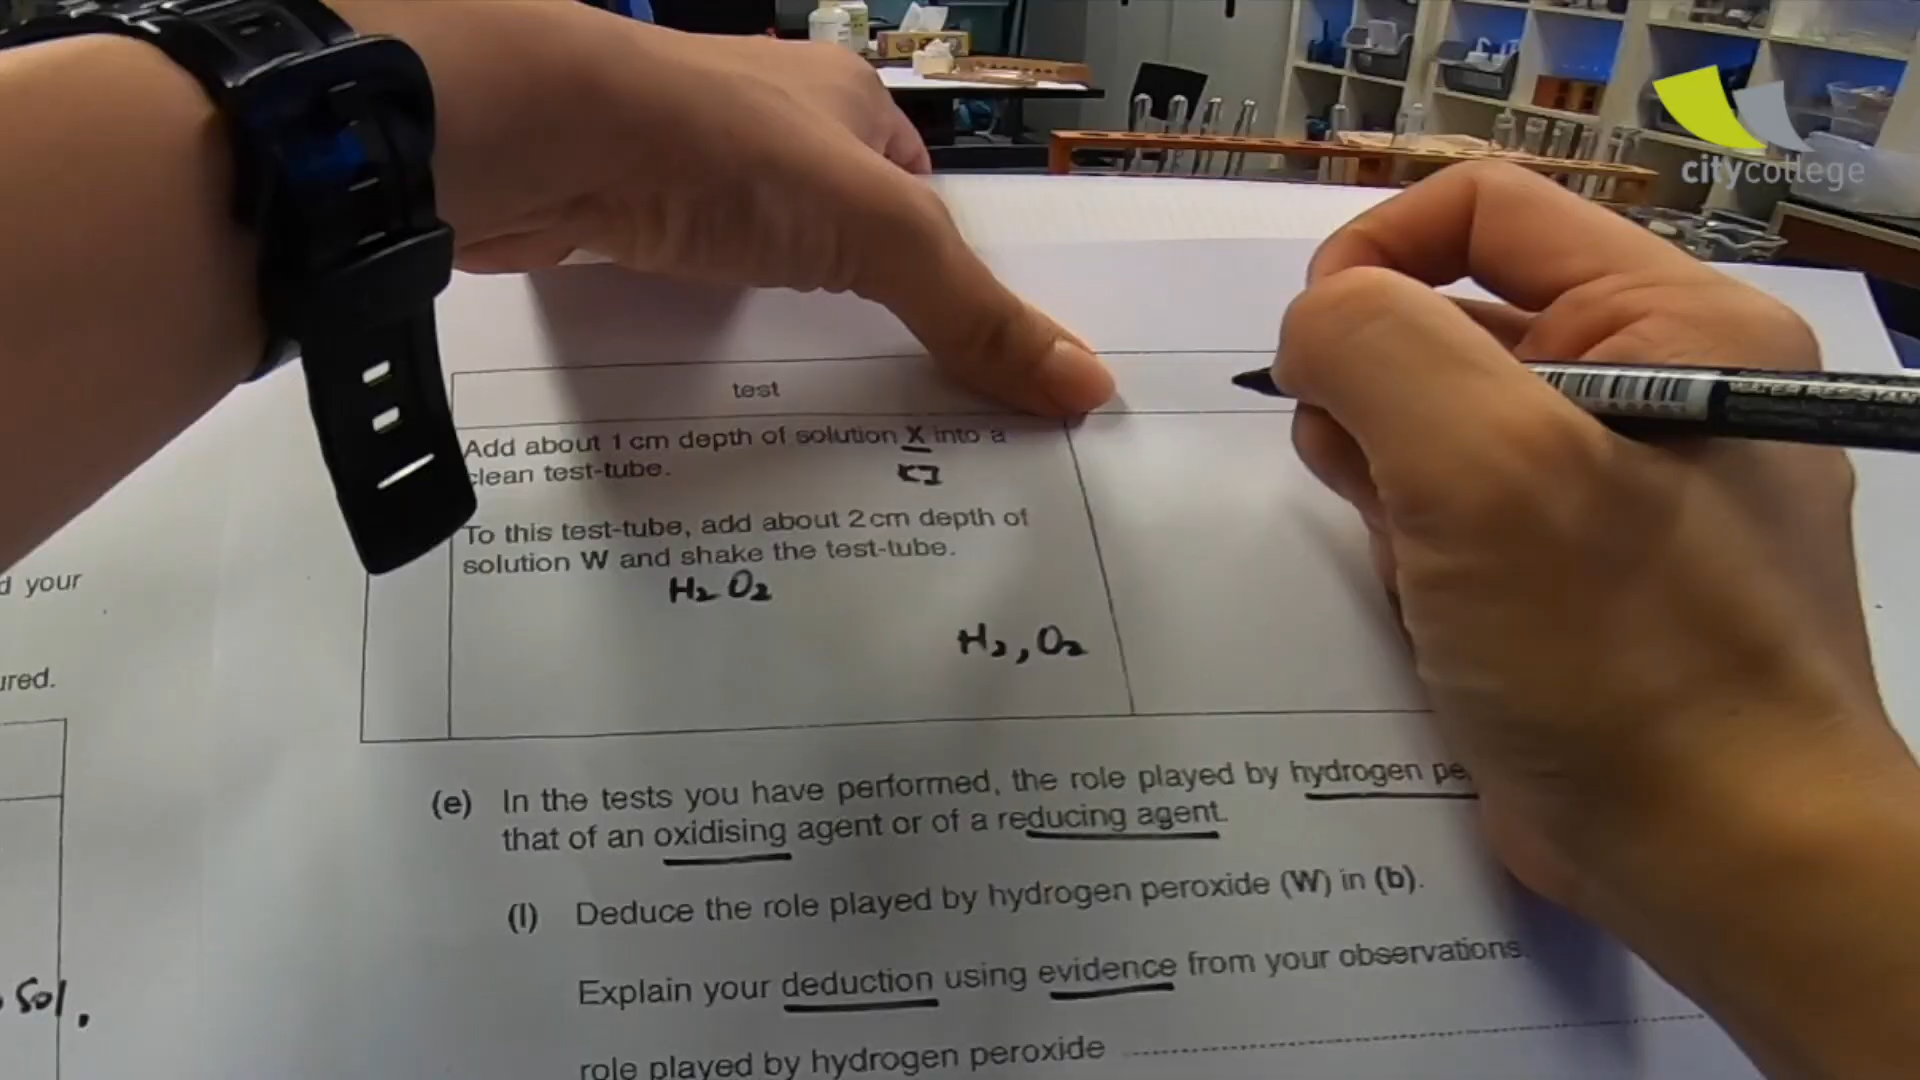 citycollege
WATER RESISTAN
test
Add about 1 cm depth of solution X into a
clean test-tube.
KI
To this test-tube, add about 2 cm depth of
solution W and shake the test-tube.
H₂O₂
H₂, O₂
d your
ured.
(e) In the tests you have performed, the role played by hydrogen pe
that of an oxidising agent or of a reducing agent.
(I) Deduce the role played by hydrogen peroxide (W) in (b).
Explain your deduction using evidence from your observations.
sol.
role played by hydrogen peroxide